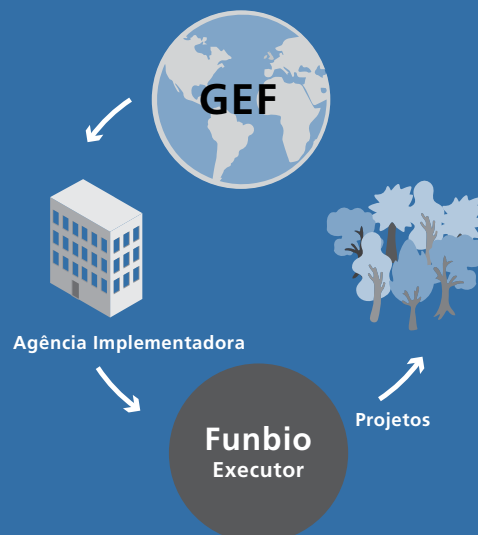 GEF
Agência Implementadora
Projetos
Funbio
Executor